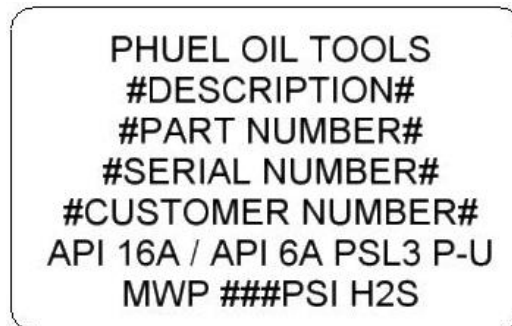 PHUEL OIL TOOLS
#DESCRIPTION#
#PART NUMBER#
#SERIAL NUMBER#
#CUSTOMER NUMBER#
API 16A / API 6A PSL3 P-U
MWP ###PSI H2S